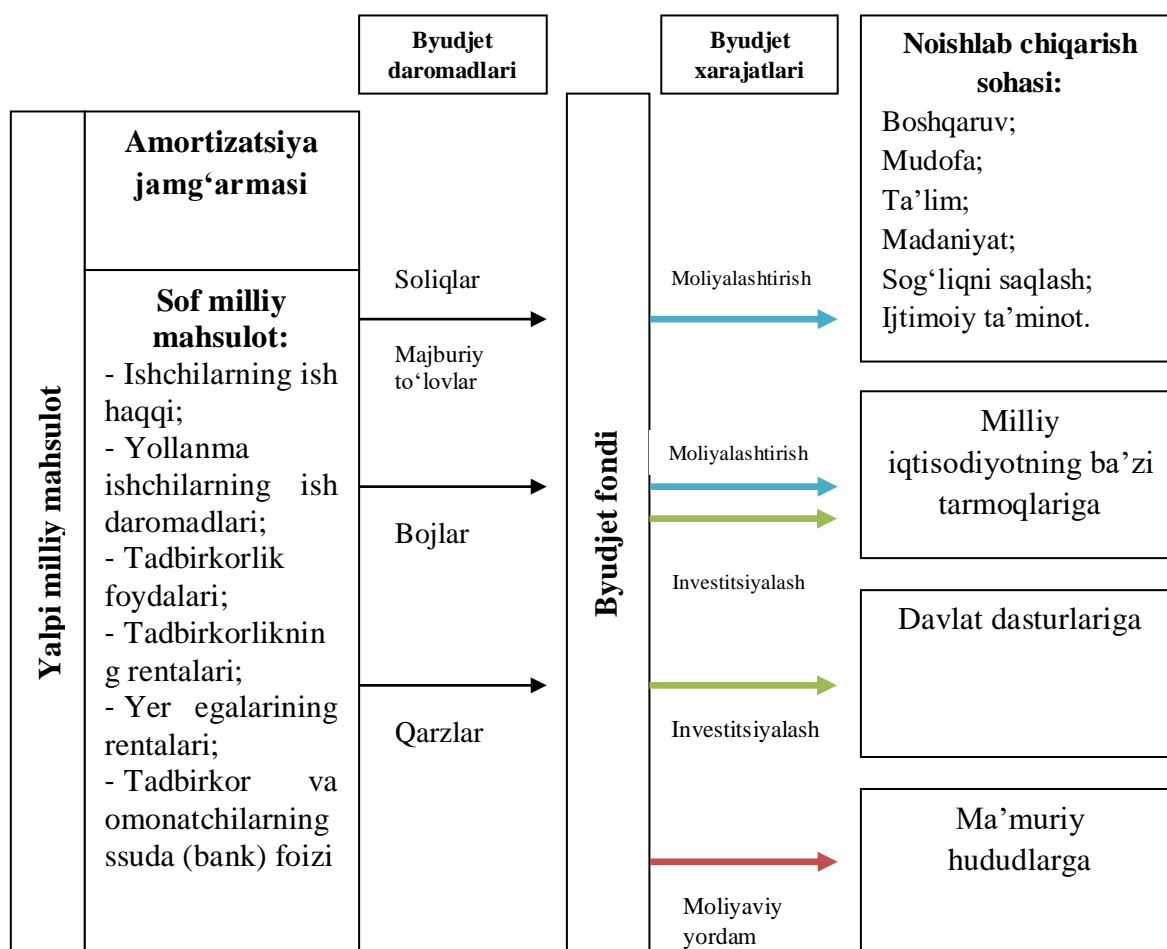 Byudjet
daromadlari
Byudjet
xarajatlari
Noishlab chiqarish
sohasi:
Boshqaruv;
Mudofa;
Ta’lim;
Madaniyat;
Sog‘liqni saqlash;
Ijtimoiy ta’minot.
Yalpi milliy mahsulot
Amortizatsiya
jamg‘armasi
Sof milliy
mahsulot:
- Ishchilarning ish
haqqi;
- Yollanma
ishchilarning ish
daromadlari;
- Tadbirkorlik
foydalari;
- Tadbirkorliknin
g rentalari;
- Yer egalarining
rentalari;
- Tadbirkor va
omonatchilarning
ssuda (bank) foizi
Soliqlar
Majburiy
to‘lovlar
Bojlar
Qarzlar
Byudjet fondi
Moliyalashtirish
Moliyalashtirish
Investitsiyalash
Investitsiyalash
Moliyaviy
yordam
Milliy
iqtisodiyotning ba’zi
tarmoqlariga
Davlat dasturlariga
Ma’muriy
hududlarga